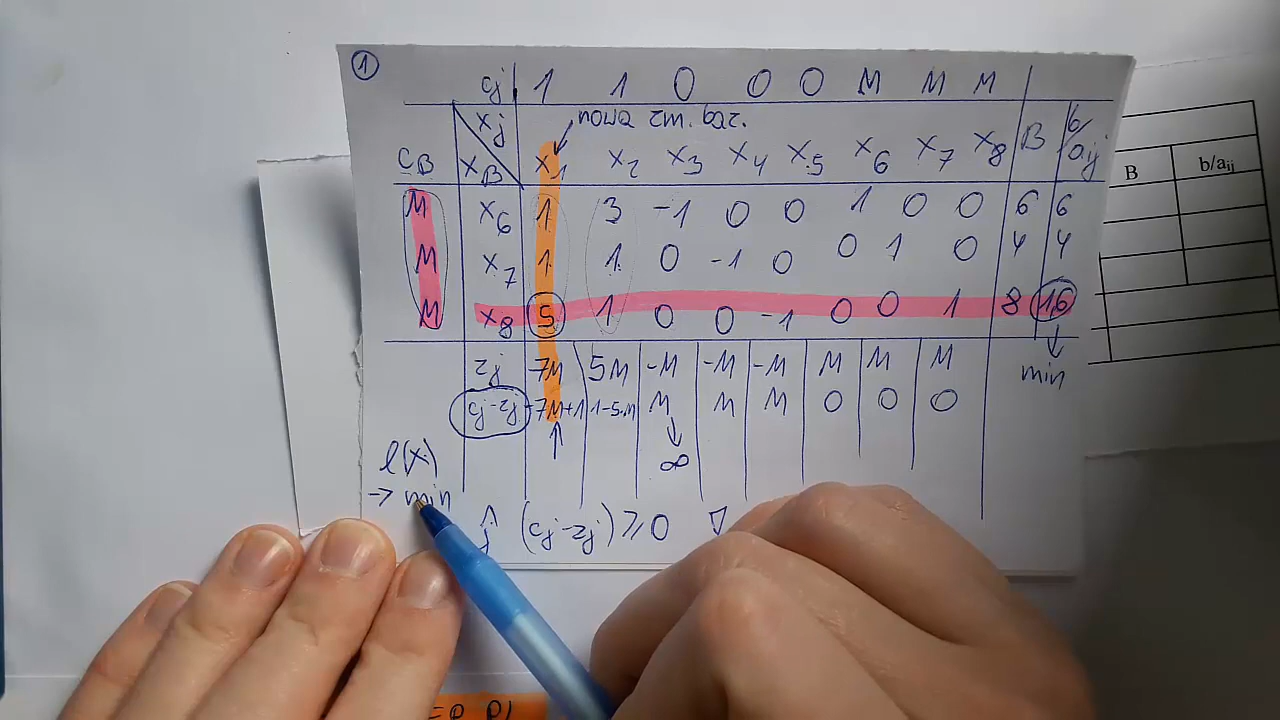 1
cj 1 1 0 0 0 M M M
nowa zm. baz.
cB xB xj x1 x2 x3 x4 x5 x6 x7 x8 B b/aij
M x6 1 3 -1 0 0 1 0 0 6 6
M x7 1 1 0 -1 0 0 1 0 4 4
M x8 5 1 0 0 -1 0 0 1 8 1,6
zj 7M 5M -M -M -M M M M min
cj-zj -7M+1 1-5M M M M 0 0 0
∞
l(x)
→ min
∧j (cj-zj) ≥ 0 ∇
B b/aij